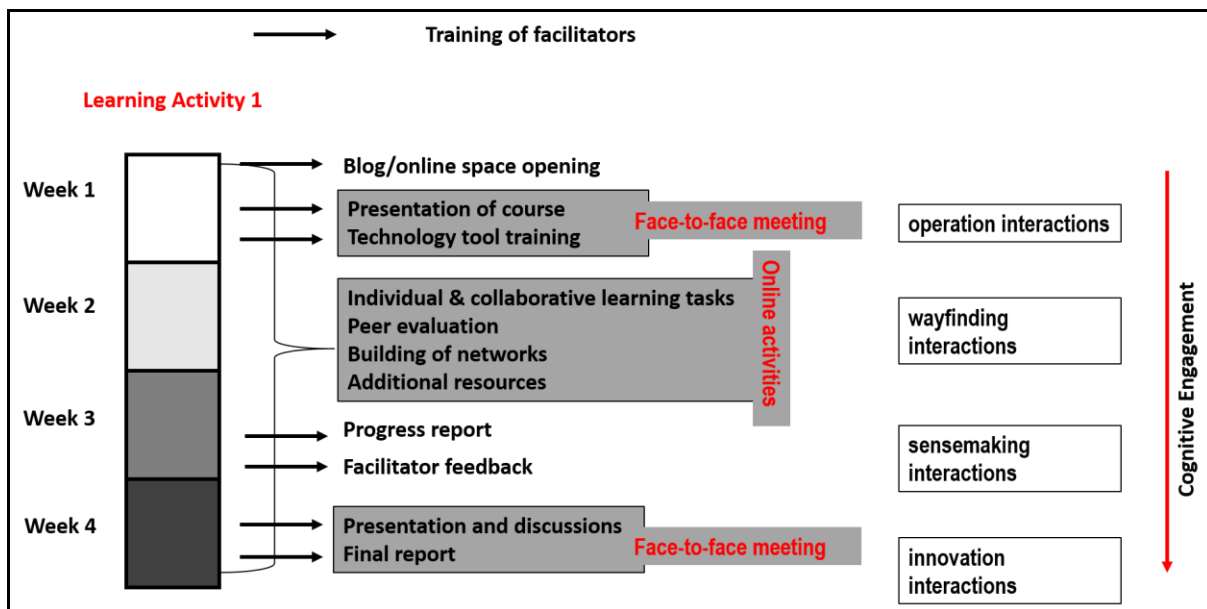 Training of facilitators
Learning Activity 1
Week 1
Blog/online space opening
Presentation of course
Technology tool training
Face-to-face meeting
operation interactions
Week 2
Individual & collaborative learning tasks
Peer evaluation
Building of networks
Additional resources
Online activities
wayfinding
interactions
Week 3
Progress report
Facilitator feedback
sensemaking
interactions
Week 4
Presentation and discussions
Final report
Face-to-face meeting
innovation
interactions
Cognitive Engagement